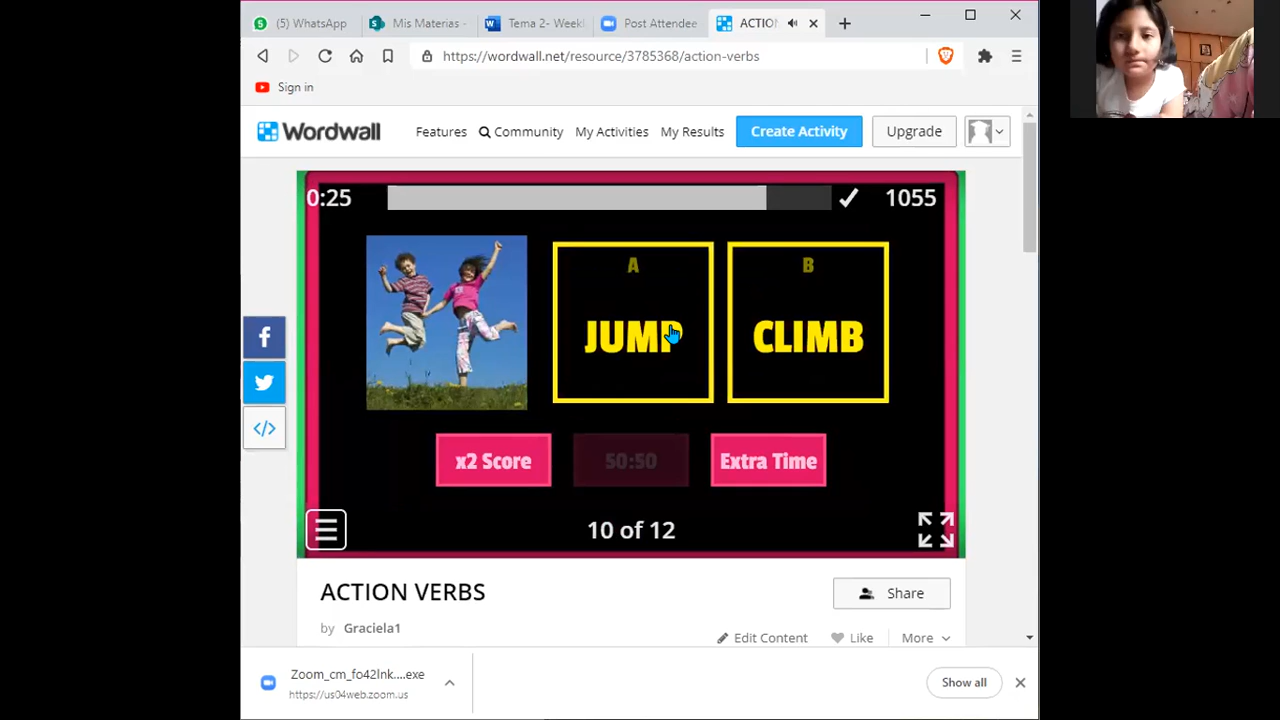 (5) WhatsApp
Mis Materias -
Tema 2- Weekl
Post Attendee
ACTION
https://wordwall.net/resource/3785368/action-verbs
Sign in
Wordwall
Features
Community
My Activities
My Results
Create Activity
Upgrade
0:25
1055
A
B
JUMP
CLIMB
x2 Score
50:50
Extra Time
10 of 12
ACTION VERBS
Share
by Graciela1
Edit Content
Like
More
Zoom_cm_fo42lnk....exe
https://us04web.zoom.us
Show all